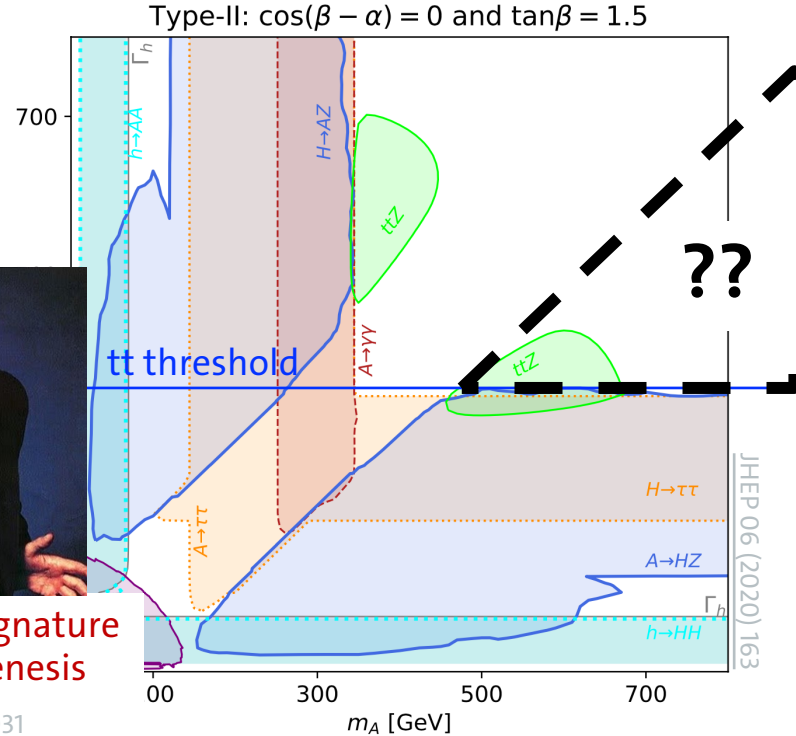 Type-II: cos(β − α) = 0 and tanβ = 1.5
Γh
700
h→AA
H→AZ
ttZ
??
A→γγ
tt threshold
ttZ
H→ττ
A→ττ
A→HZ
Γh
h→HH
JHEP 06 (2020) 163
gnature
enesis
00
300
500
700
mA [GeV]
31